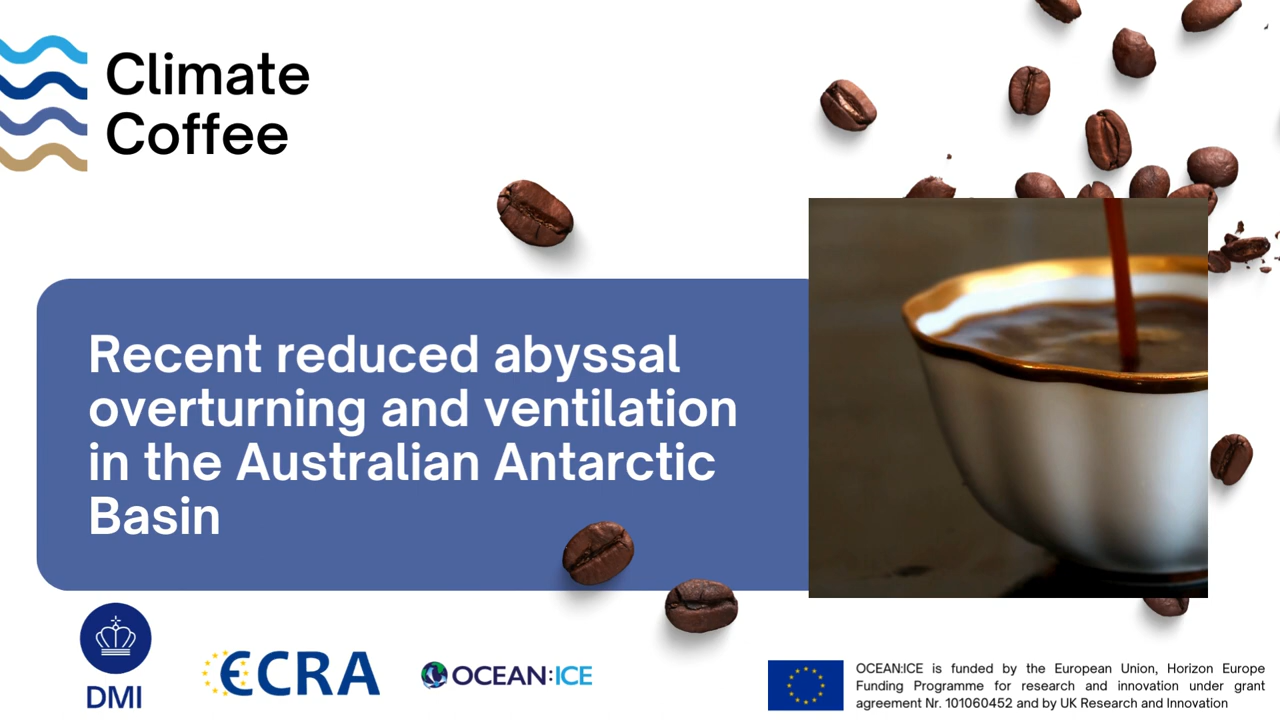 Climate
Coffee
Recent reduced abyssal
overturning and ventilation
in the Australian Antarctic
Basin
DMI
ECRA
OCEAN:ICE
OCEAN:ICE is funded by the European Union, Horizon Europe
Funding Programme for research and innovation under grant
agreement Nr. 101060452 and by UK Research and Innovation